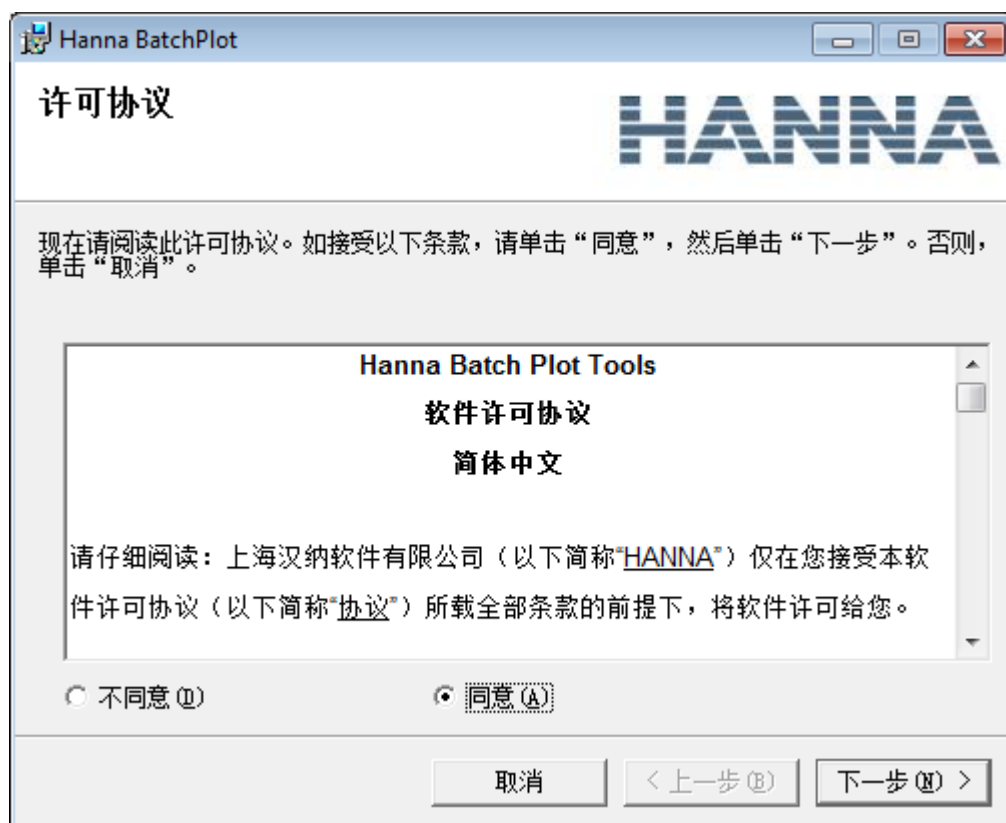 Hanna BatchPlot
许可协议
HANNA
现在请阅读此许可协议。如接受以下条款，请单击“同意”，然后单击“下一步”。否则，
单击“取消”。
Hanna Batch Plot Tools
软件许可协议
简体中文
请仔细阅读：上海汉纳软件有限公司（以下简称“HANNA”）仅在您接受本软
件许可协议（以下简称“协议”）所载全部条款的前提下，将软件许可给您。
不同意(D) 同意(A)
取消 < 上一步(B) 下一步(N) >